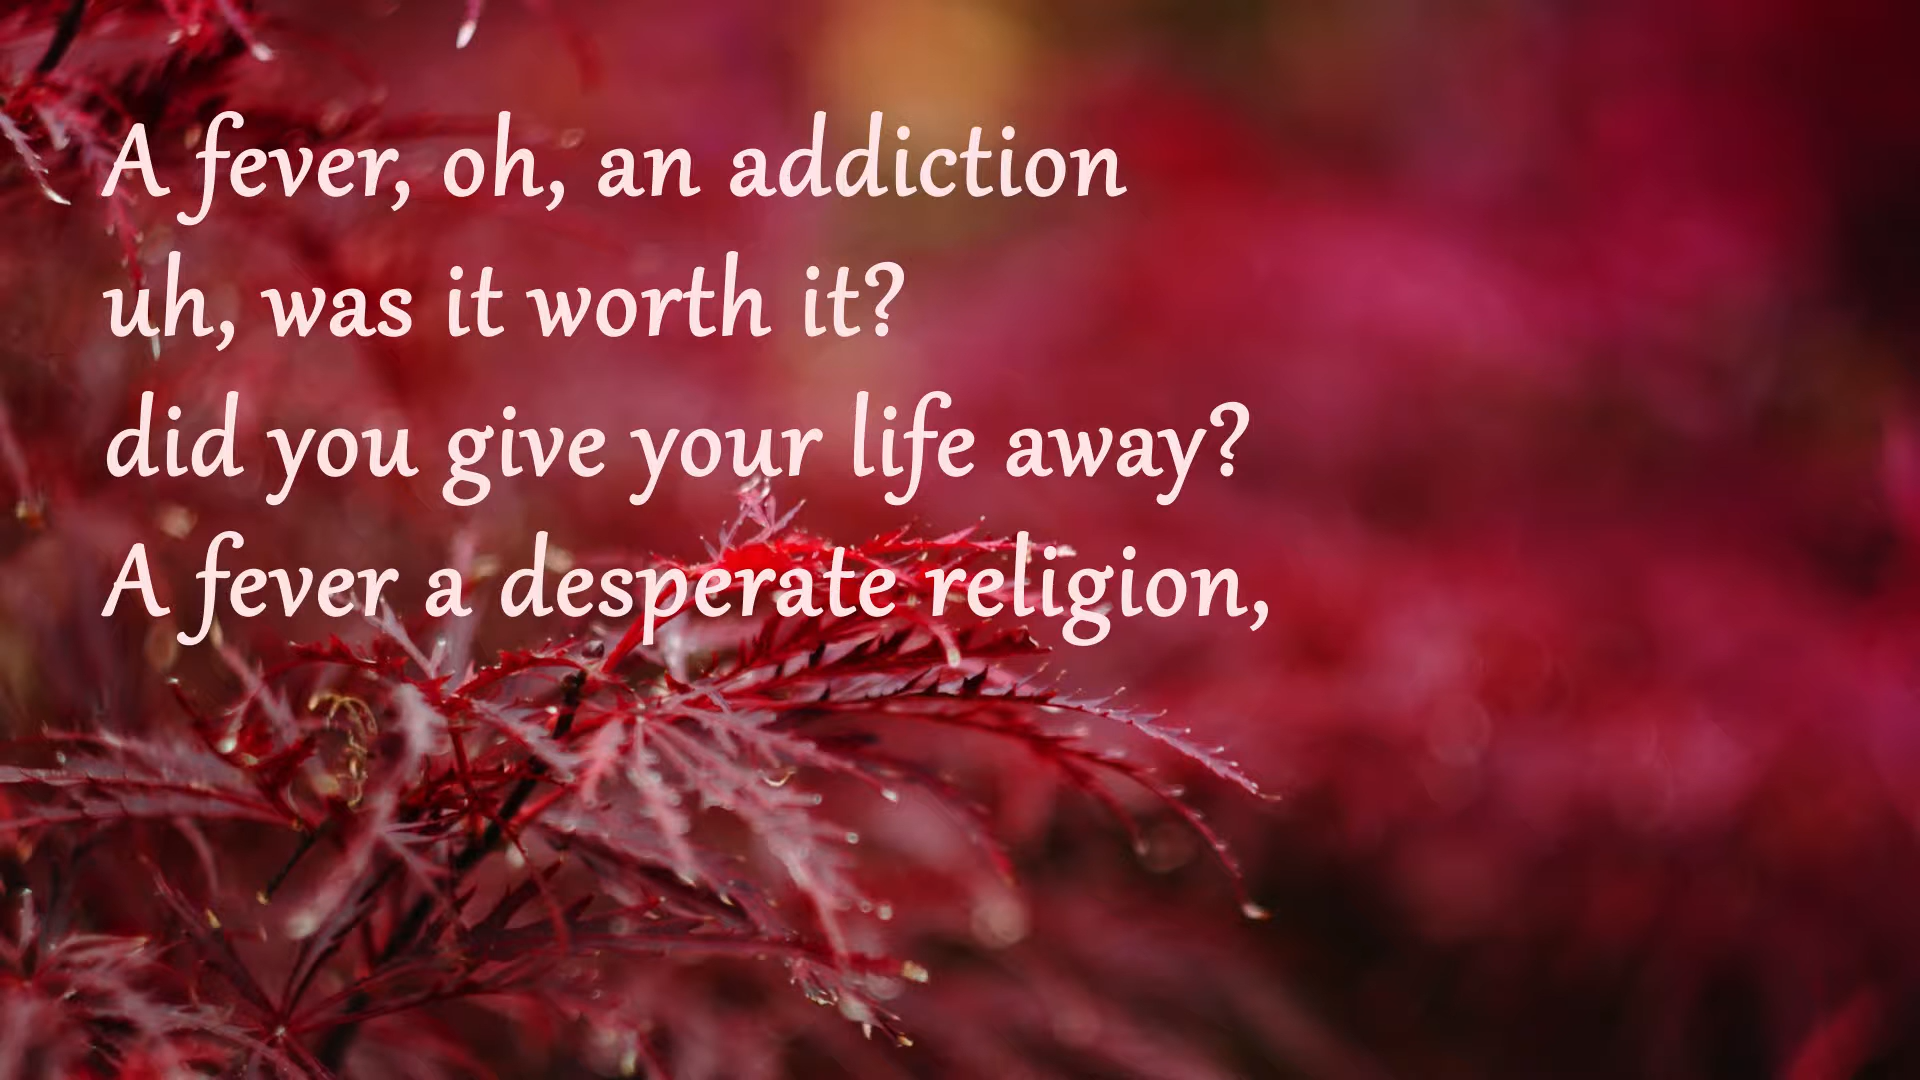 A fever, oh, an addiction
uh, was it worth it?
did you give your life away?
A fever a desperate religion,